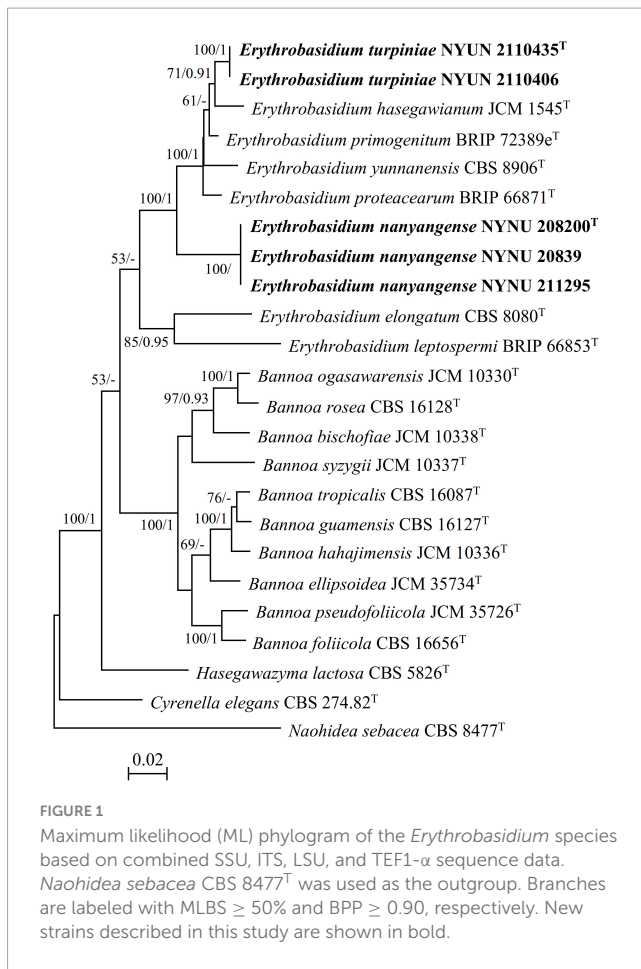 100/1
Erythrobasidium turpiniae NYUN 2110435ᵀ
71/0.91
Erythrobasidium turpiniae NYUN 2110406
61/-
Erythrobasidium hasegawianum JCM 1545ᵀ
Erythrobasidium primogenitum BRIP 72389eᵀ
100/1
Erythrobasidium yunnanensis CBS 8906ᵀ
100/1
Erythrobasidium proteacearum BRIP 66871ᵀ
Erythrobasidium nanyangense NYNU 208200ᵀ
53/-
100/
Erythrobasidium nanyangense NYNU 20839
Erythrobasidium nanyangense NYNU 211295
Erythrobasidium elongatum CBS 8080ᵀ
85/0.95
Erythrobasidium leptospermi BRIP 66853ᵀ
53/-
100/1
Bannoa ogasawarensis JCM 10330ᵀ
97/0.93
Bannoa rosea CBS 16128ᵀ
Bannoa bischofiae JCM 10338ᵀ
Bannoa syzygii JCM 10337ᵀ
76/-
Bannoa tropicalis CBS 16087ᵀ
100/1
100/1
100/1
Bannoa guamensis CBS 16127ᵀ
69/-
Bannoa hahajimensis JCM 10336ᵀ
Bannoa ellipsoidea JCM 35734ᵀ
Bannoa pseudofoliicola JCM 35726ᵀ
100/1
Bannoa foliicola CBS 16656ᵀ
Hasegawazyma lactosa CBS 5826ᵀ
Cyrenella elegans CBS 274.82ᵀ
Naohidea sebacea CBS 8477ᵀ
0.02
FIGURE 1
Maximum likelihood (ML) phylogram of the Erythrobasidium species
based on combined SSU, ITS, LSU, and TEF1-α sequence data.
Naohidea sebacea CBS 8477ᵀ was used as the outgroup. Branches
are labeled with MLBS ≥ 50% and BPP ≥ 0.90, respectively. New
strains described in this study are shown in bold.